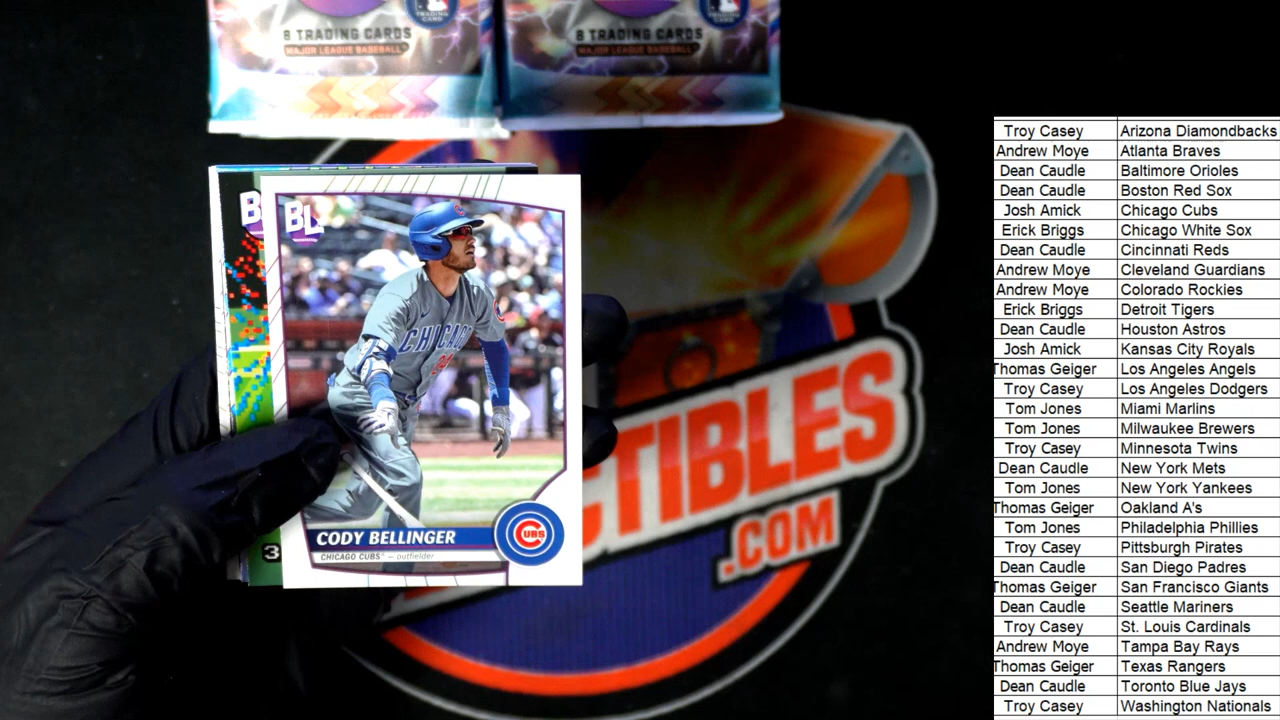 8 TRADING CARDS
MAJOR LEAGUE BASEBALL
8 TRADING CARDS
MAJOR LEAGUE BASEBALL
BL
CHICAGO
CODY BELLINGER
CHICAGO CUBS — outfielder
CUBS
3
CTIBLES
.COM
Troy Casey Arizona Diamondbacks
Andrew Moye Atlanta Braves
Dean Caudle Baltimore Orioles
Dean Caudle Boston Red Sox
Josh Amick Chicago Cubs
Erick Briggs Chicago White Sox
Dean Caudle Cincinnati Reds
Andrew Moye Cleveland Guardians
Andrew Moye Colorado Rockies
Erick Briggs Detroit Tigers
Dean Caudle Houston Astros
Josh Amick Kansas City Royals
Thomas Geiger Los Angeles Angels
Troy Casey Los Angeles Dodgers
Tom Jones Miami Marlins
Tom Jones Milwaukee Brewers
Troy Casey Minnesota Twins
Dean Caudle New York Mets
Tom Jones New York Yankees
Thomas Geiger Oakland A's
Tom Jones Philadelphia Phillies
Troy Casey Pittsburgh Pirates
Dean Caudle San Diego Padres
Thomas Geiger San Francisco Giants
Dean Caudle Seattle Mariners
Troy Casey St. Louis Cardinals
Andrew Moye Tampa Bay Rays
Thomas Geiger Texas Rangers
Dean Caudle Toronto Blue Jays
Troy Casey Washington Nationals